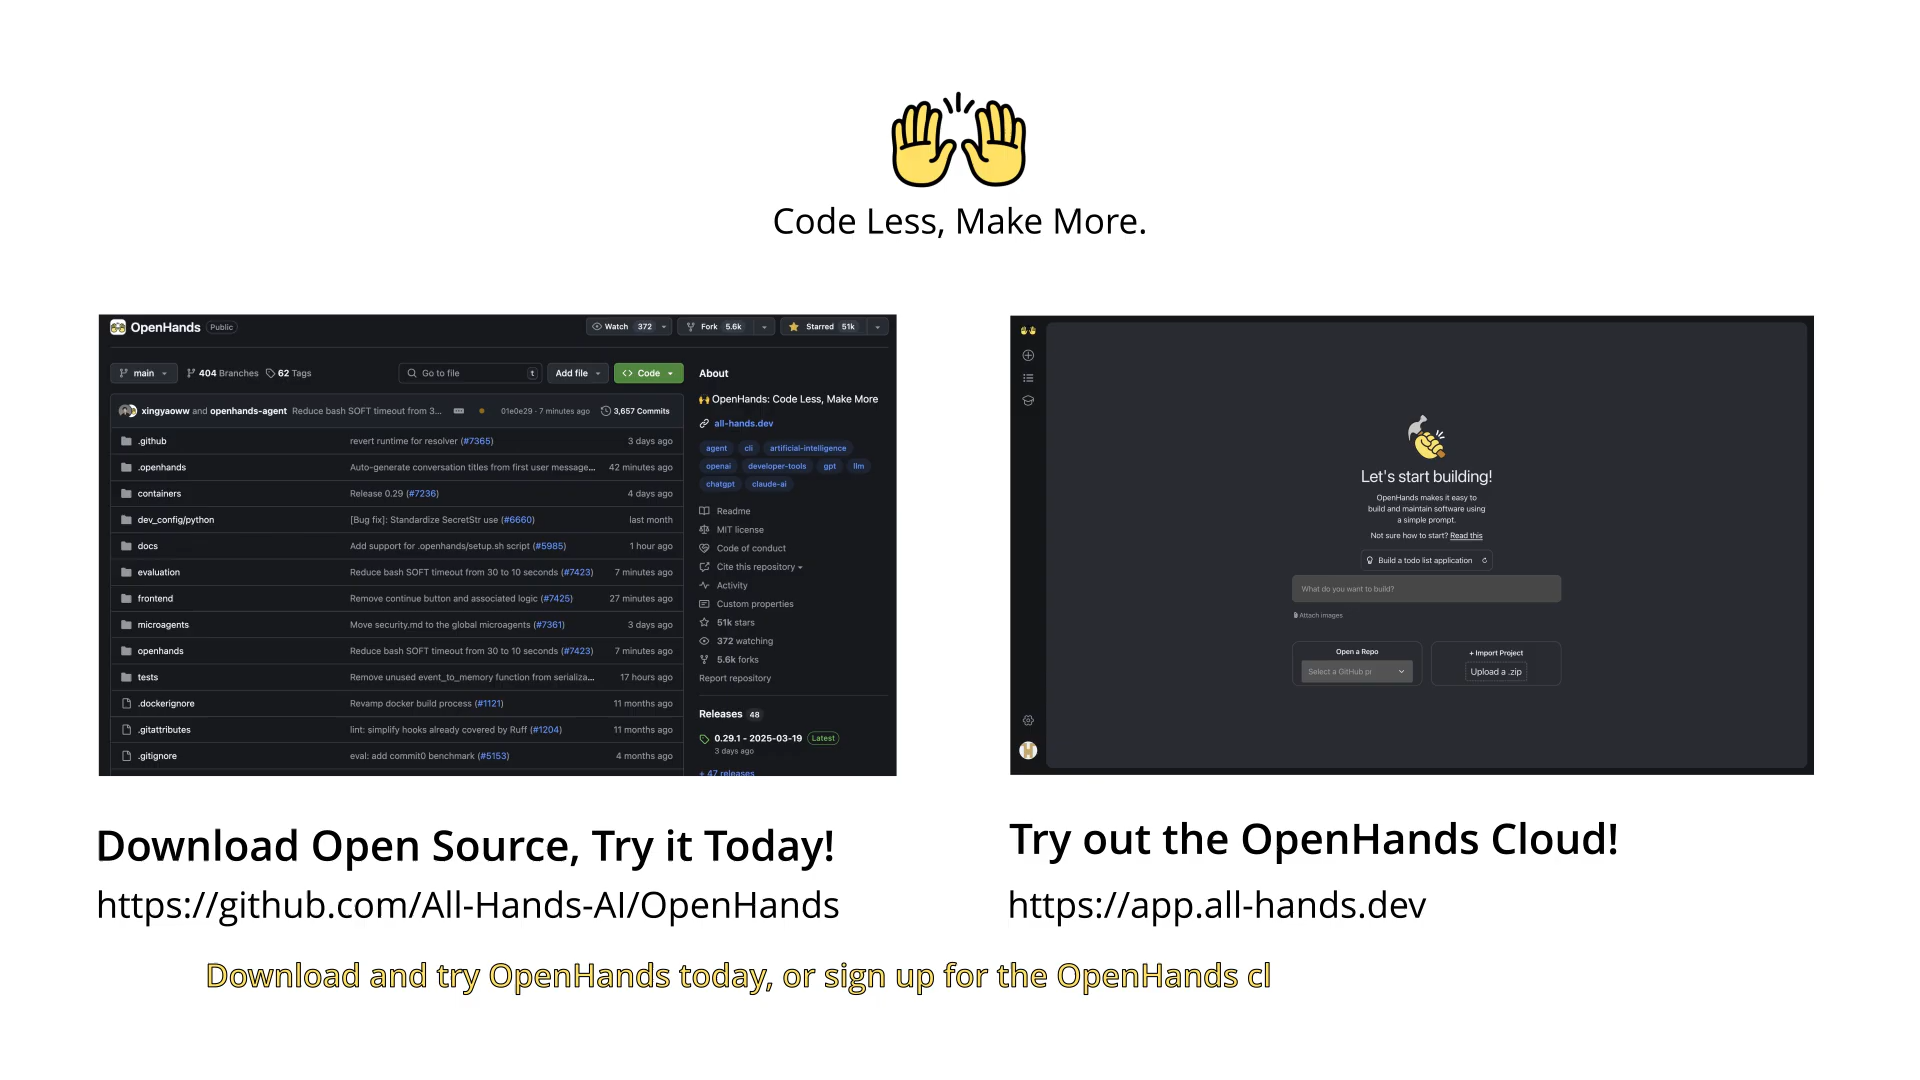 Code Less, Make More.
OpenHands Public
Watch 372 Fork 5.6k Starred 51k
main 404 Branches 62 Tags Go to file t Add file <> Code
xingyaoww and openhands-agent Reduce bash SOFT timeout from 3... 01e0e29 · 7 minutes ago 3,657 Commits
.github revert runtime for resolver (#7365) 3 days ago
.openhands Auto-generate conversation titles from first user message... 42 minutes ago
containers Release 0.29 (#7236) 4 days ago
dev_config/python [Bug fix]: Standardize SecretStr use (#6660) last month
docs Add support for .openhands/setup.sh script (#5985) 1 hour ago
evaluation Reduce bash SOFT timeout from 30 to 10 seconds (#7423) 7 minutes ago
frontend Remove continue button and associated logic (#7425) 27 minutes ago
microagents Move security.md to the global microagents (#7361) 3 days ago
openhands Reduce bash SOFT timeout from 30 to 10 seconds (#7423) 7 minutes ago
tests Remove unused event_to_memory function from serializa... 17 hours ago
.dockerignore Revamp docker build process (#1121) 11 months ago
.gitattributes lint: simplify hooks already covered by Ruff (#1204) 11 months ago
.gitignore eval: add commit0 benchmark (#5153) 4 months ago
About
OpenHands: Code Less, Make More
all-hands.dev
agent cli artificial-intelligence
openai developer-tools gpt llm
chatgpt claude-ai
Readme
MIT license
Code of conduct
Cite this repository
Activity
Custom properties
51k stars
372 watching
5.6k forks
Report repository
Releases 48
0.29.1 - 2025-03-19 Latest
3 days ago
+ 47 releases
Let's start building!
OpenHands makes it easy to
build and maintain software using
a simple prompt.
Not sure how to start? Read this
Build a todo list application
What do you want to build?
Attach images
Open a Repo
Select a GitHub pr
+ Import Project
Upload a .zip
Download Open Source, Try it Today!
https://github.com/All-Hands-AI/OpenHands
Try out the OpenHands Cloud!
https://app.all-hands.dev
Download and try OpenHands today, or sign up for the OpenHands cl